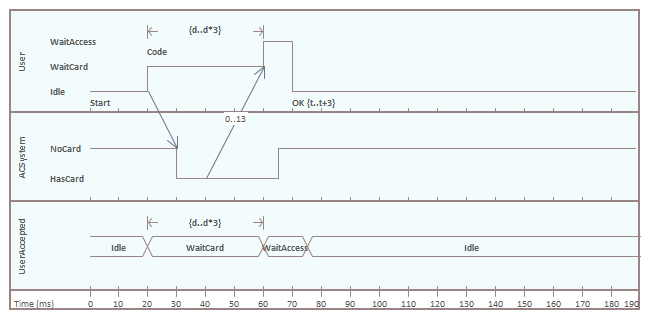 {d..d*3}
User
WaitAccess
Code
WaitCard
Idle
Start
OK {t..t+3}
0..13
ACSystem
NoCard
HasCard
UserAccepted
{d..d*3}
Idle
WaitCard
WaitAccess
Idle
Time (ms)
0 10 20 30 40 50 60 70 80 90 100 110 120 130 140 150 160 170 180 190